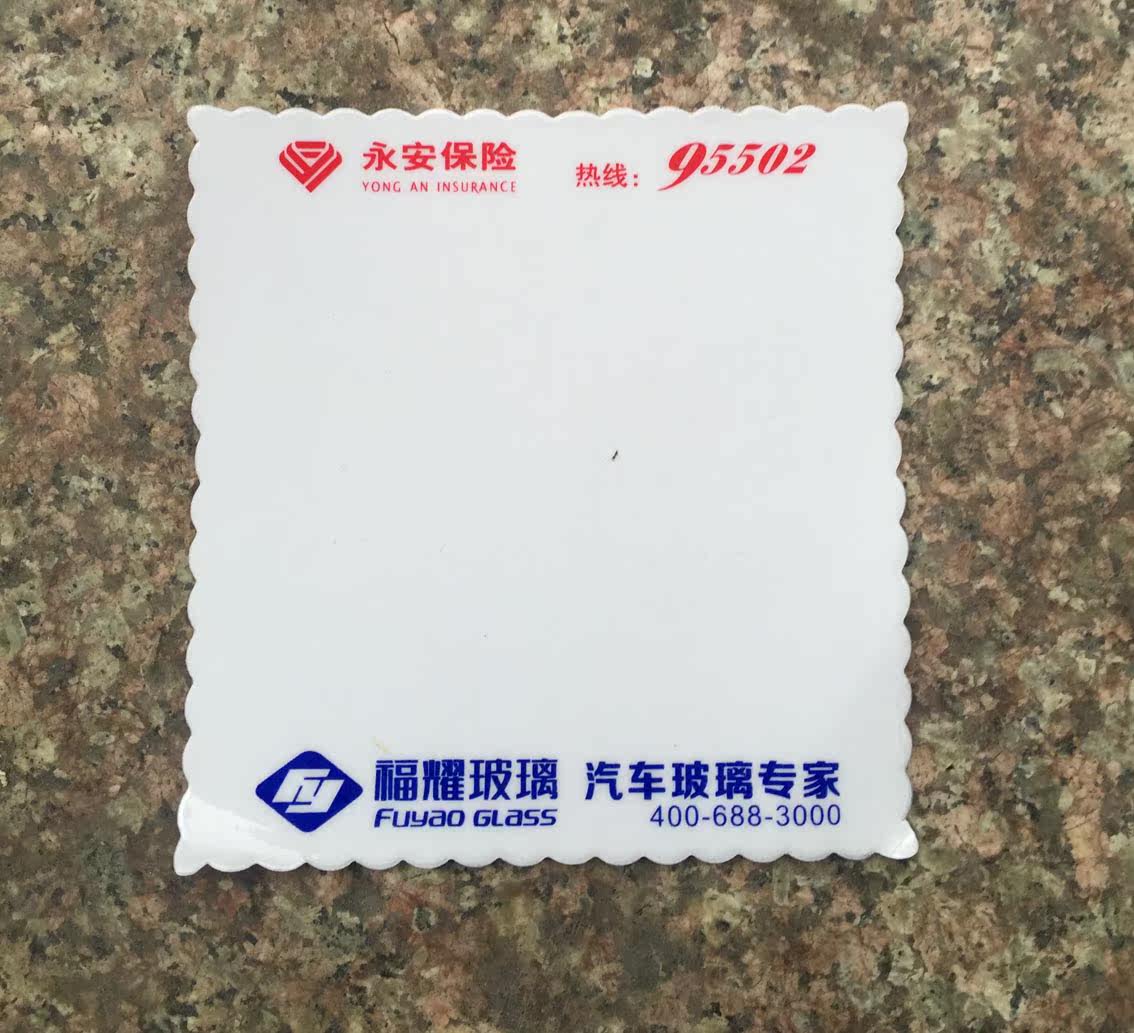 永安保险 热线：95502
YONG AN INSURANCE
福耀玻璃 汽车玻璃专家
FUYAO GLASS 400-688-3000